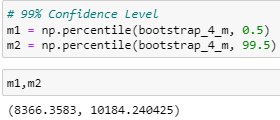 # 99% Confidence Level
m1 = np.percentile(bootstrap_4_m, 0.5)
m2 = np.percentile(bootstrap_4_m, 99.5)
m1,m2
(8366.3583, 10184.240425)